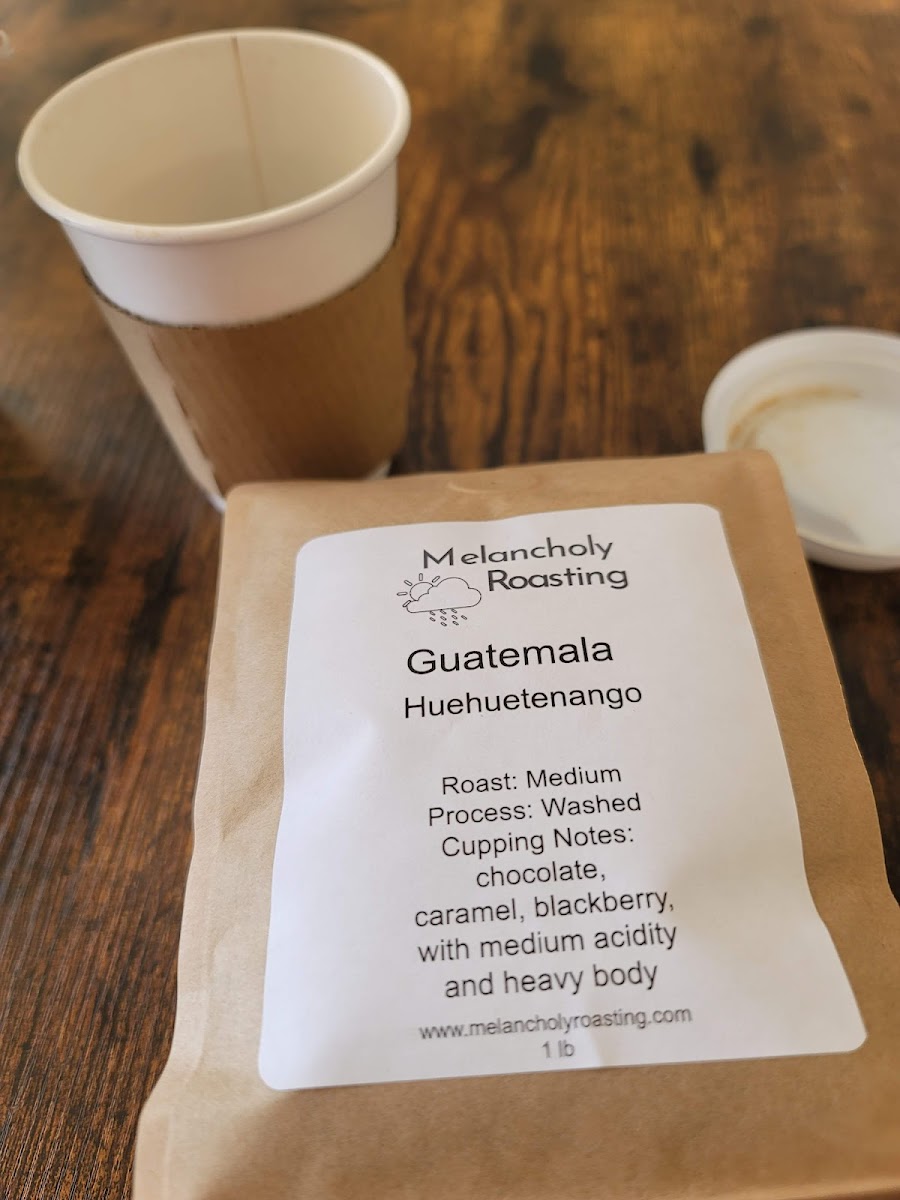 Melancholy
Roasting
Guatemala
Huehuetenango
Roast: Medium
Process: Washed
Cupping Notes:
chocolate,
caramel, blackberry,
with medium acidity
and heavy body
www.melancholyroasting.com
1 lb